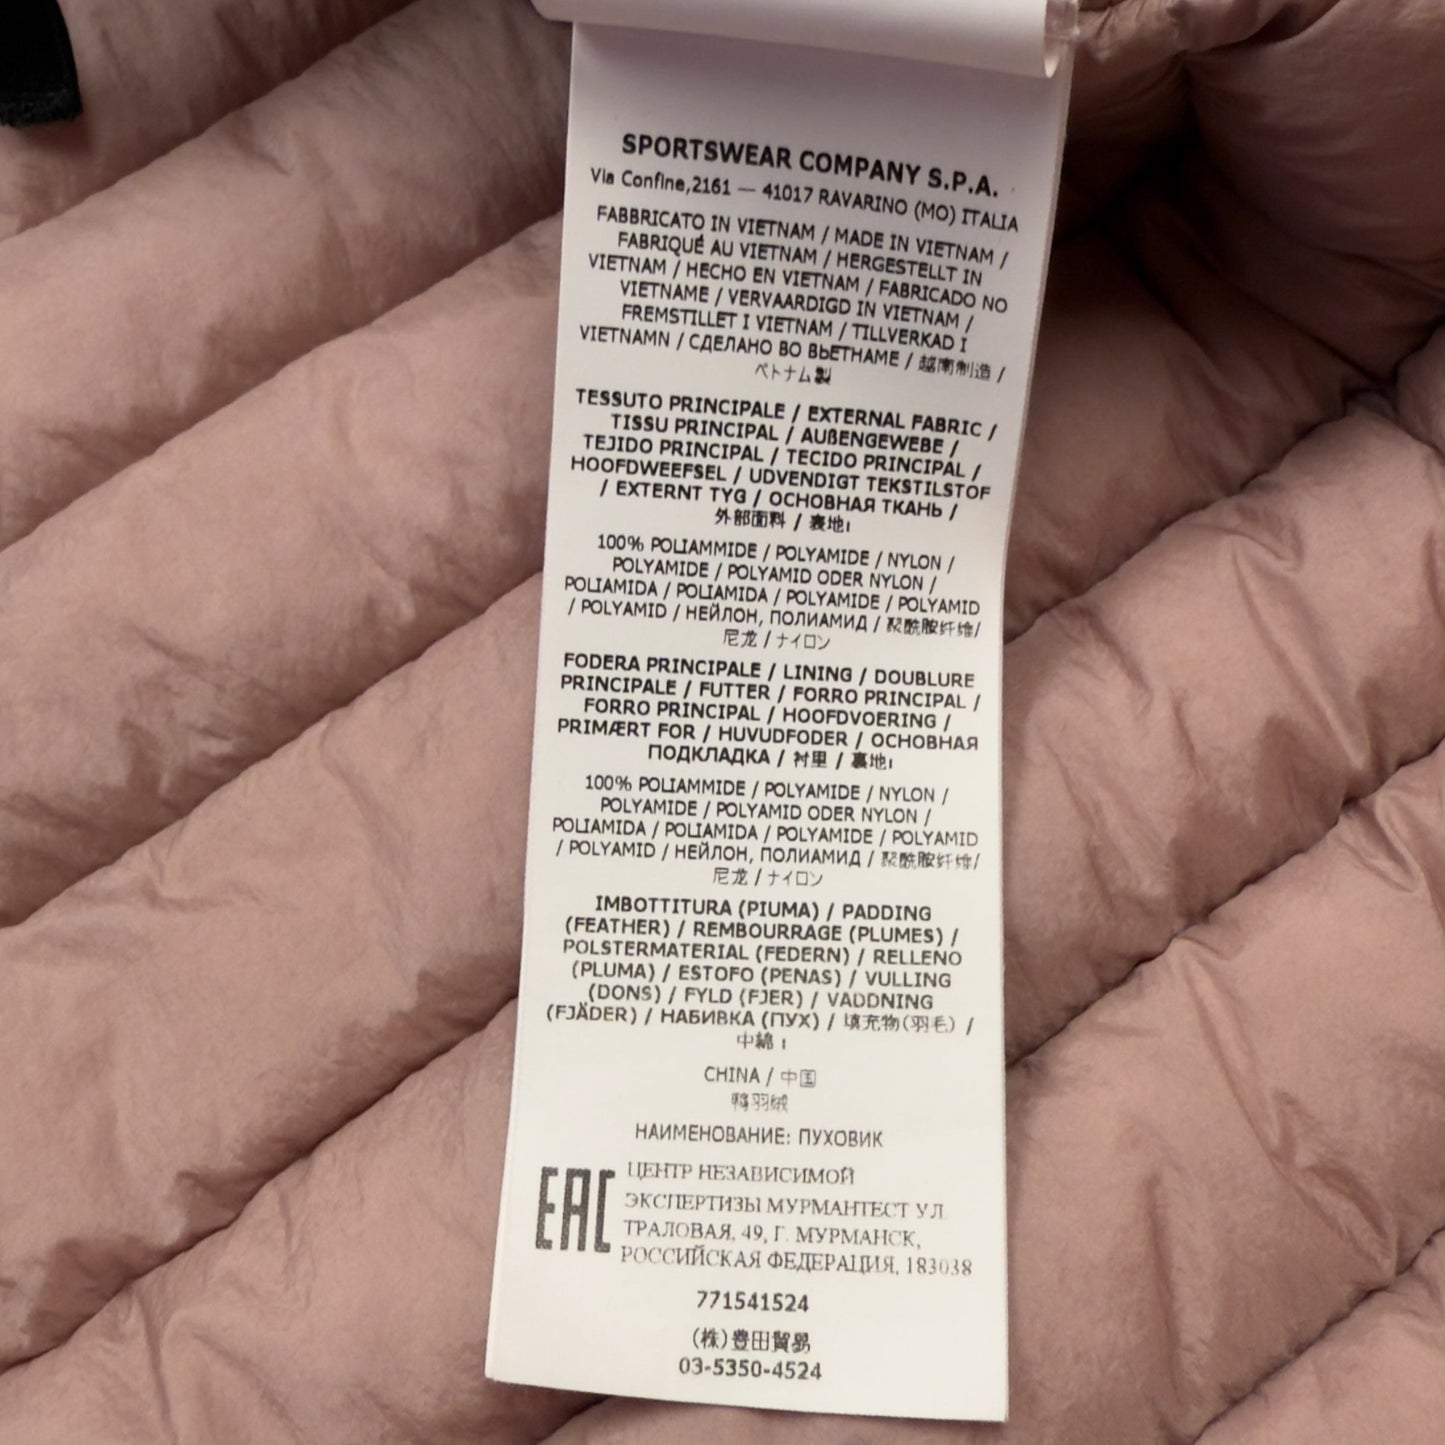 SPORTSWEAR COMPANY S.P.A.
Via Confine,2161 — 41017 RAVARINO (MO) ITALIA
FABBRICATO IN VIETNAM / MADE IN VIETNAM /
FABRIQUÉ AU VIETNAM / HERGESTELLT IN
VIETNAM / HECHO EN VIETNAM / FABRICADO NO
VIETNAME / VERVAARDIGD IN VIETNAM /
FREMSTILLET I VIETNAM / TILLVERKAD I
VIETNAMN / СДЕЛАНО ВО ВЬЕТНАМЕ / 越南制造 /
ベトナム製
TESSUTO PRINCIPALE / EXTERNAL FABRIC /
TISSU PRINCIPAL / AUßENGEWEBE /
TEJIDO PRINCIPAL / TECIDO PRINCIPAL /
HOOFDWEEFSEL / UDVENDIGT TEKSTILSTOF
/ EXTERNT TYG / ОСНОВНАЯ ТКАНЬ /
外部面料 / 表地:
100% POLIAMMIDE / POLYAMIDE / NYLON /
POLYAMIDE / POLYAMID ODER NYLON /
POLIAMIDA / POLIAMIDA / POLYAMIDE / POLYAMID
/ POLYAMID / НЕЙЛОН, ПОЛИАМИД / 聚酰胺纤维/
尼龙 / ナイロン
FODERA PRINCIPALE / LINING / DOUBLURE
PRINCIPALE / FUTTER / FORRO PRINCIPAL /
FORRO PRINCIPAL / HOOFDVOERING /
PRIMÆRT FOR / HUVUDFODER / ОСНОВНАЯ
ПОДКЛАДКА / 衬里 / 裏地:
100% POLIAMMIDE / POLYAMIDE / NYLON /
POLYAMIDE / POLYAMID ODER NYLON /
POLIAMIDA / POLIAMIDA / POLYAMIDE / POLYAMID
/ POLYAMID / НЕЙЛОН, ПОЛИАМИД / 聚酰胺纤维/
尼龙 / ナイロン
IMBOTTITURA (PIUMA) / PADDING
(FEATHER) / REMBOURRAGE (PLUMES) /
POLSTERMATERIAL (FEDERN) / RELLENO
(PLUMA) / ESTOFO (PENAS) / VULLING
(DONS) / FYLD (FJER) / VADDNING
(FJÄDER) / НАБИВКА (ПУХ) / 填充物(羽毛) /
中綿 :
CHINA / 中国
鸭羽绒
НАИМЕНОВАНИЕ: ПУХОВИК
EAC
ЦЕНТР НЕЗАВИСИМОЙ
ЭКСПЕРТИЗЫ МУРМАНТЕСТ УЛ.
ТРАЛОВАЯ, 49, Г. МУРМАНСК,
РОССИЙСКАЯ ФЕДЕРАЦИЯ, 183038
771541524
(株)豊田貿易
03-5350-4524